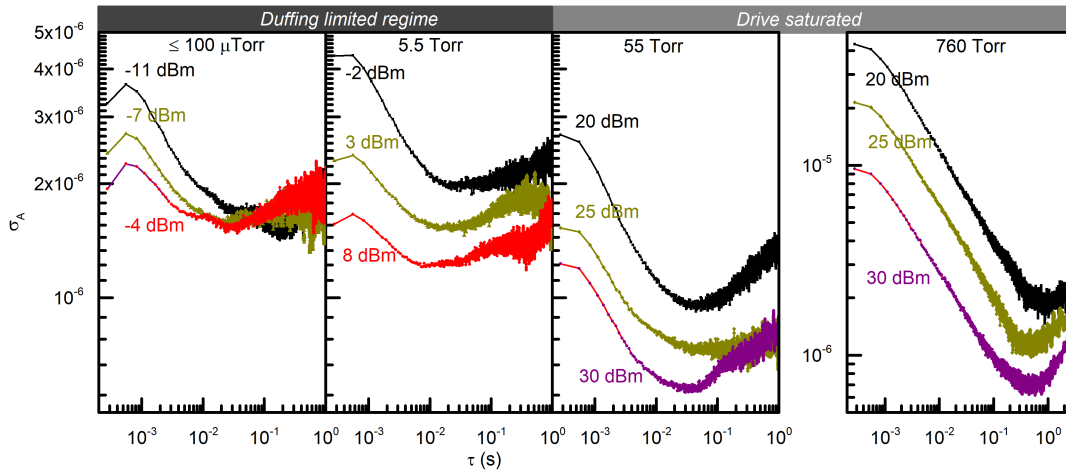 Duffing limited regime
Drive saturated
≤ 100 μTorr
5.5 Torr
55 Torr
760 Torr
5x10⁻⁶
4x10⁻⁶
3x10⁻⁶
2x10⁻⁶
10⁻⁶
σ_A
-11 dBm
-7 dBm
-4 dBm
-2 dBm
3 dBm
8 dBm
20 dBm
25 dBm
30 dBm
20 dBm
25 dBm
30 dBm
10⁻⁵
10⁻⁶
10⁻³ 10⁻² 10⁻¹ 10⁰
10⁻³ 10⁻² 10⁻¹ 10⁰
10⁻³ 10⁻² 10⁻¹ 10⁰
10⁻³ 10⁻² 10⁻¹ 10⁰
τ (s)